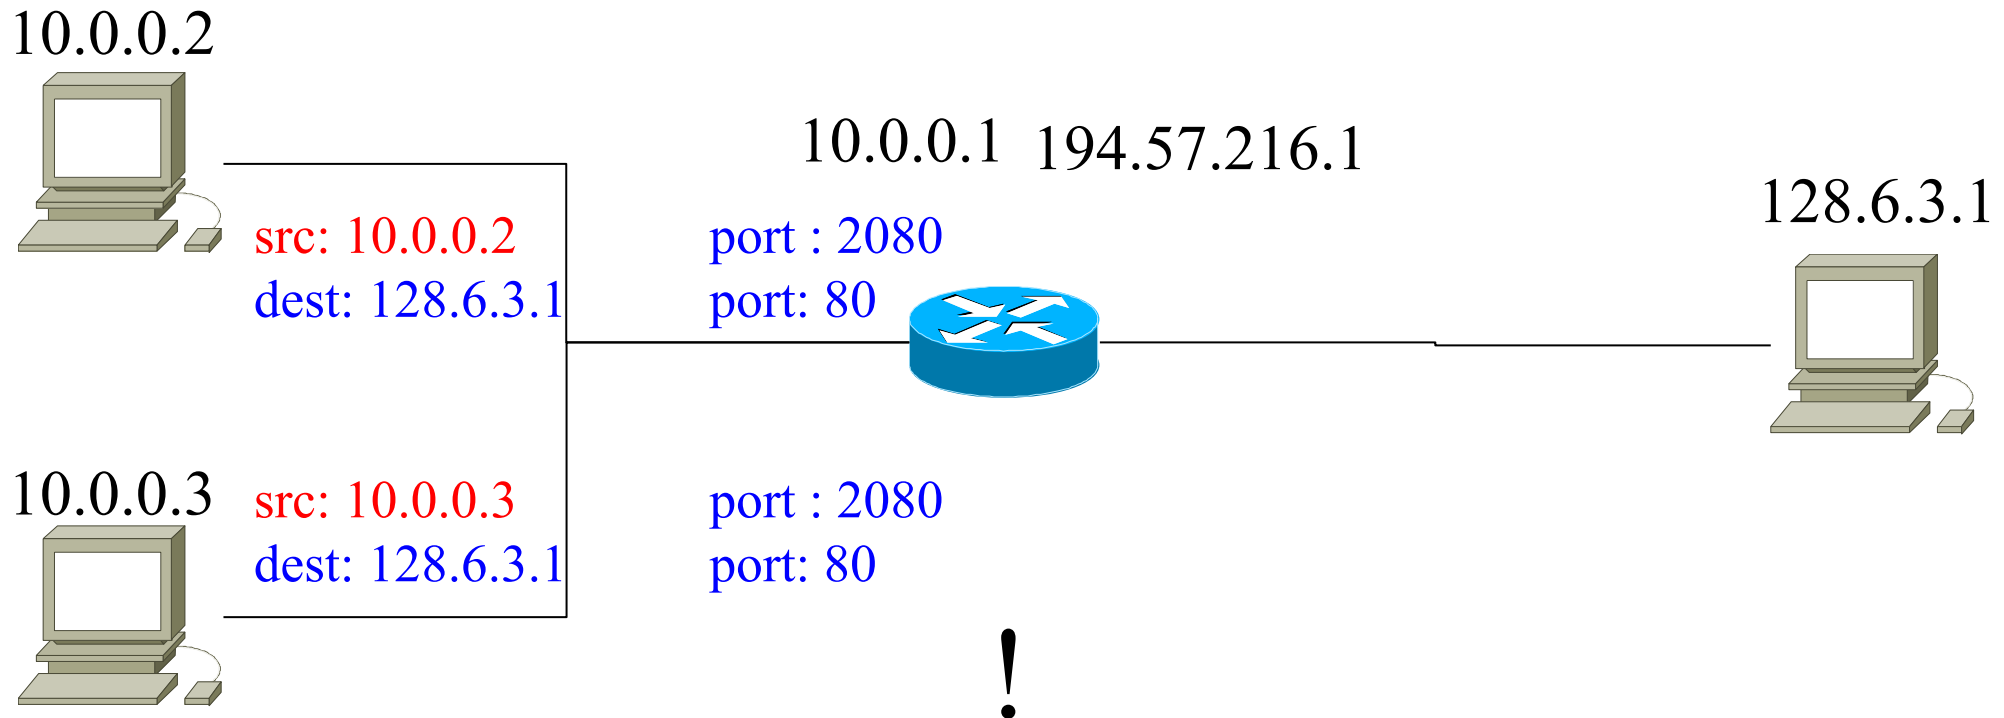 10.0.0.2
10.0.0.1 194.57.216.1
128.6.3.1
src: 10.0.0.2 port : 2080
dest: 128.6.3.1 port: 80
10.0.0.3
src: 10.0.0.3 port : 2080
dest: 128.6.3.1 port: 80
!